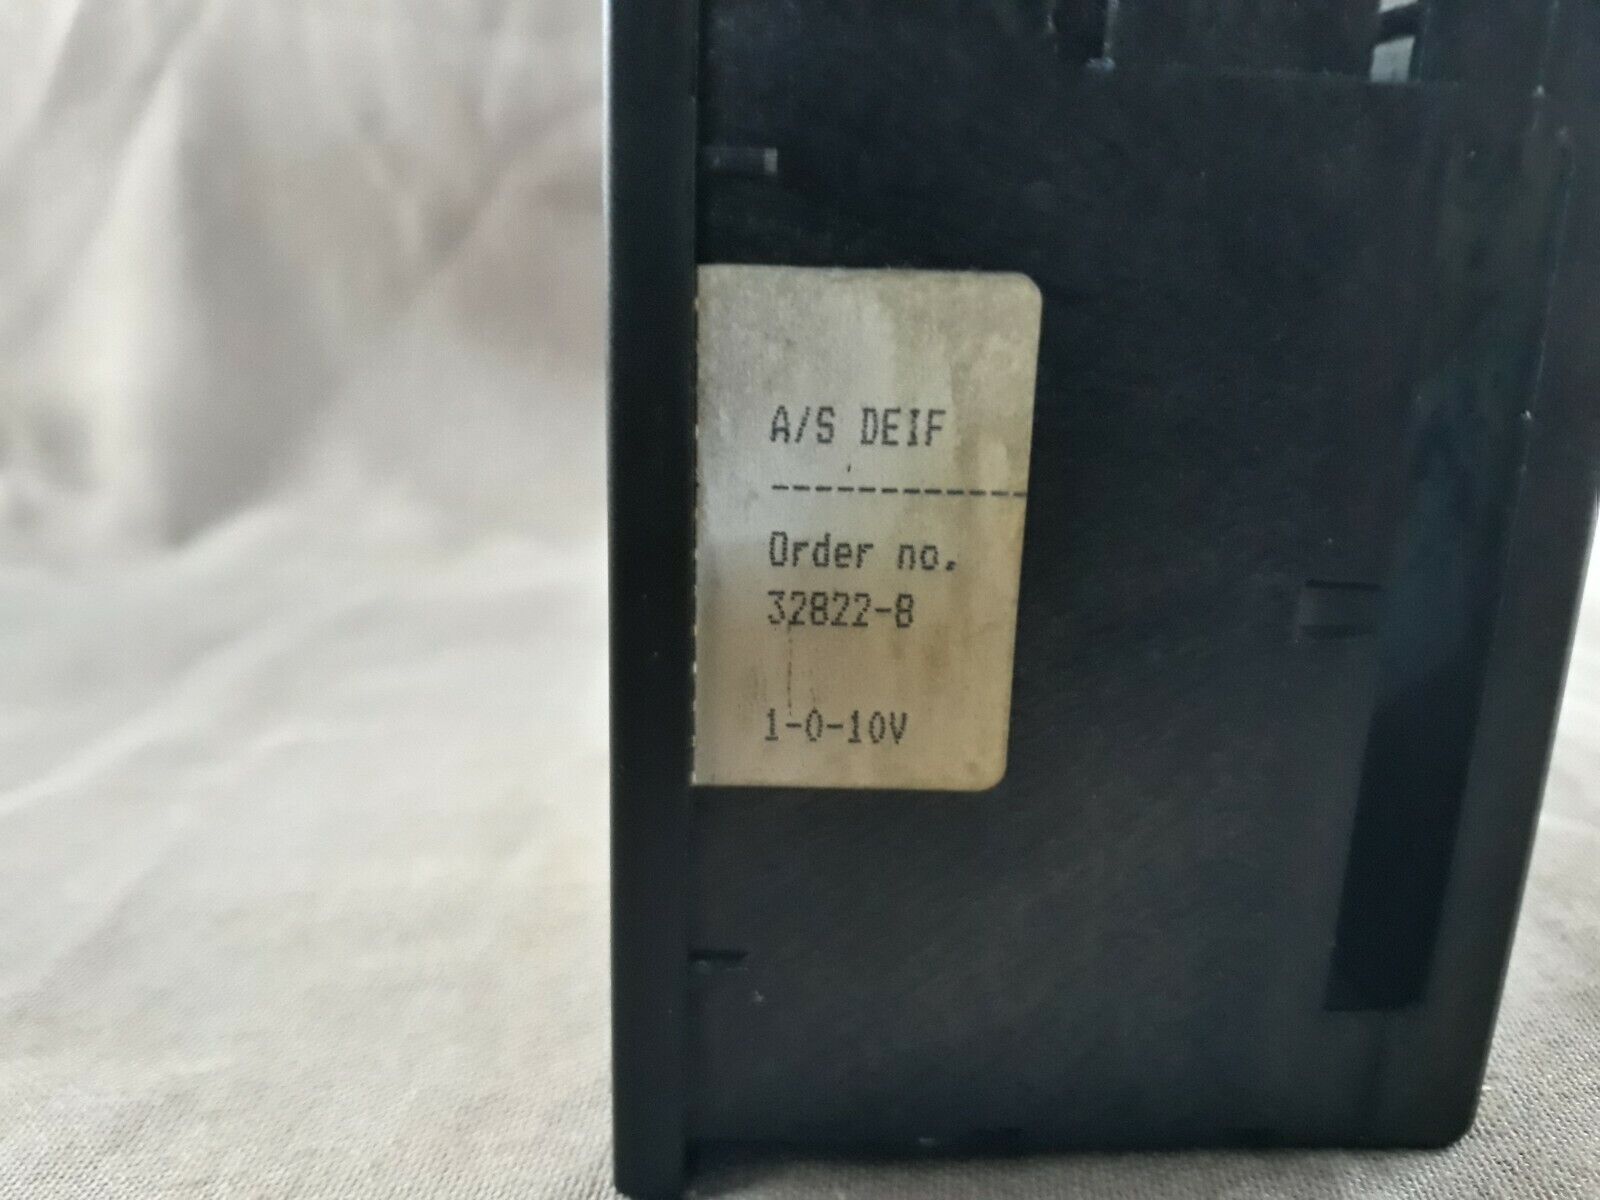 A/S DEIF
------------
Order no.
32822-8
1-0-10V